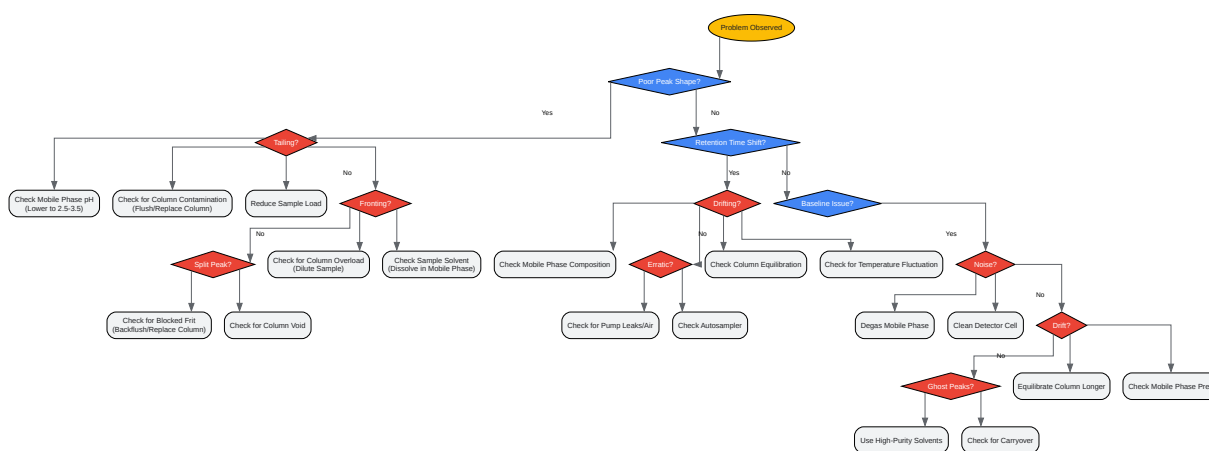 Problem Observed
Poor Peak Shape?
Yes
No
Tailing?
Retention Time Shift?
No
Yes
No
Check Mobile Phase pH
(Lower to 2.5-3.5)
Check for Column Contamination
(Flush/Replace Column)
Reduce Sample Load
Fronting?
Drifting?
Baseline Issue?
No
No
Yes
Split Peak?
Check for Column Overload
(Dilute Sample)
Check Sample Solvent
(Dissolve in Mobile Phase)
Check Mobile Phase Composition
Erratic?
Check Column Equilibration
Check for Temperature Fluctuation
Noise?
No
Check for Blocked Frit
(Backflush/Replace Column)
Check for Column Void
Check for Pump Leaks/Air
Check Autosampler
Degas Mobile Phase
Clean Detector Cell
Drift?
No
Ghost Peaks?
Equilibrate Column Longer
Check Mobile Phase Pre
Use High-Purity Solvents
Check for Carryover